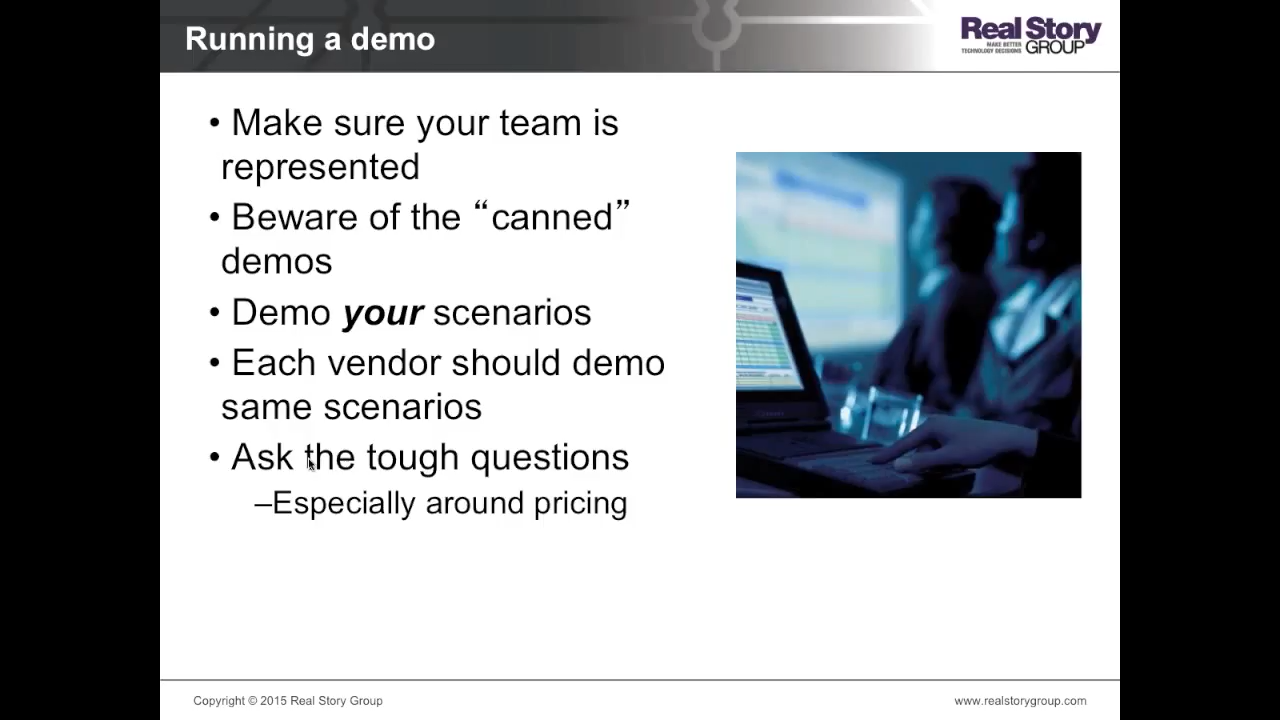 Running a demo
Real Story
MAKE BETTER
TECHNOLOGY DECISIONS
GROUP
• Make sure your team is
represented
• Beware of the “canned”
demos
• Demo your scenarios
• Each vendor should demo
same scenarios
• Ask the tough questions
–Especially around pricing
Copyright © 2015 Real Story Group
www.realstorygroup.com